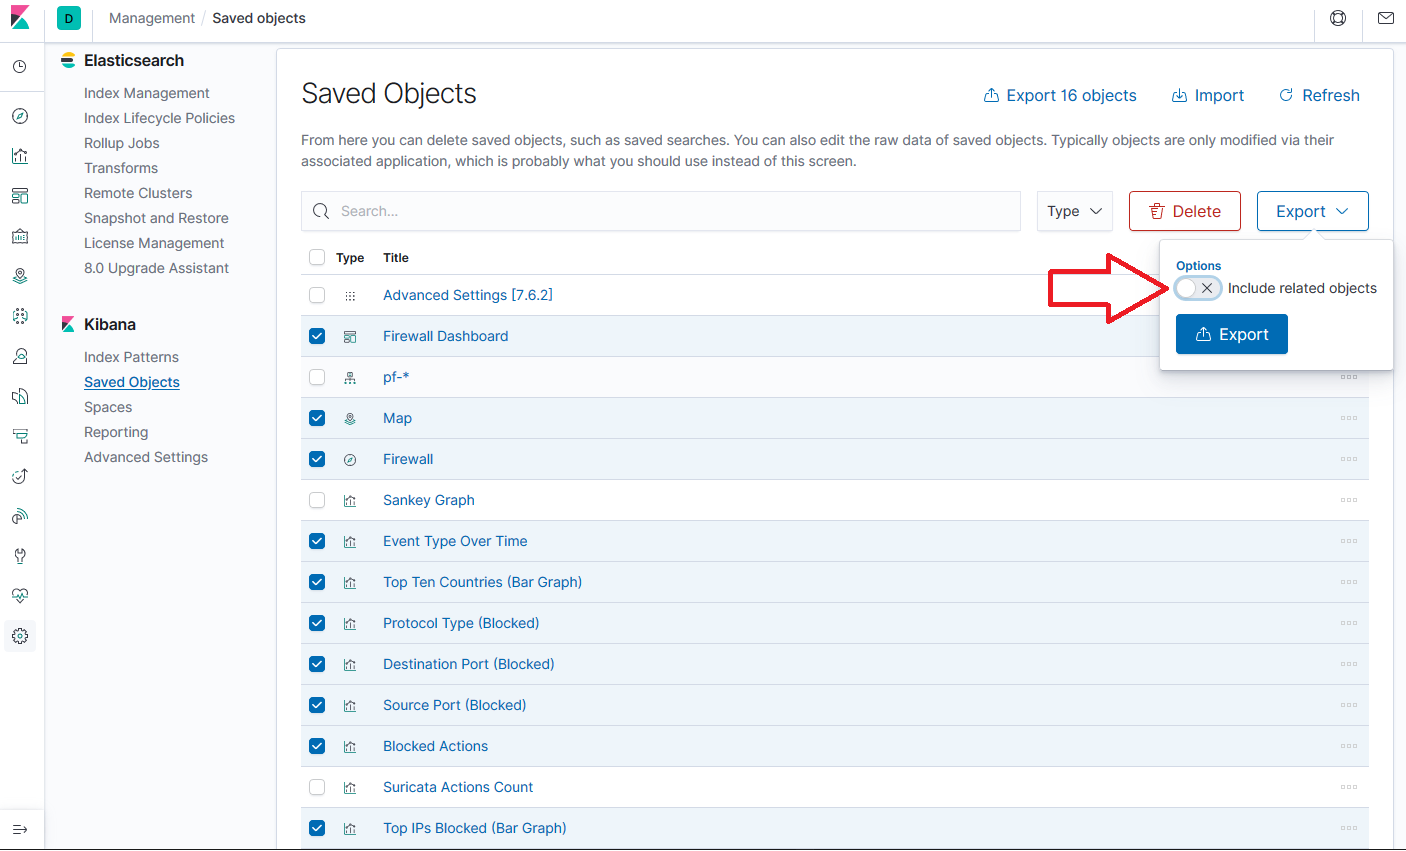 D
Management / Saved objects
Elasticsearch
Index Management
Index Lifecycle Policies
Rollup Jobs
Transforms
Remote Clusters
Snapshot and Restore
License Management
8.0 Upgrade Assistant
Kibana
Index Patterns
Saved Objects
Spaces
Reporting
Advanced Settings
Saved Objects
Export 16 objects
Import
Refresh
From here you can delete saved objects, such as saved searches. You can also edit the raw data of saved objects. Typically objects are only modified via their
associated application, which is probably what you should use instead of this screen.
Search...
Type
Delete
Export
Options
Include related objects
Export
Type Title
Advanced Settings [7.6.2]
Firewall Dashboard
pf-*
Map
Firewall
Sankey Graph
Event Type Over Time
Top Ten Countries (Bar Graph)
Protocol Type (Blocked)
Destination Port (Blocked)
Source Port (Blocked)
Blocked Actions
Suricata Actions Count
Top IPs Blocked (Bar Graph)